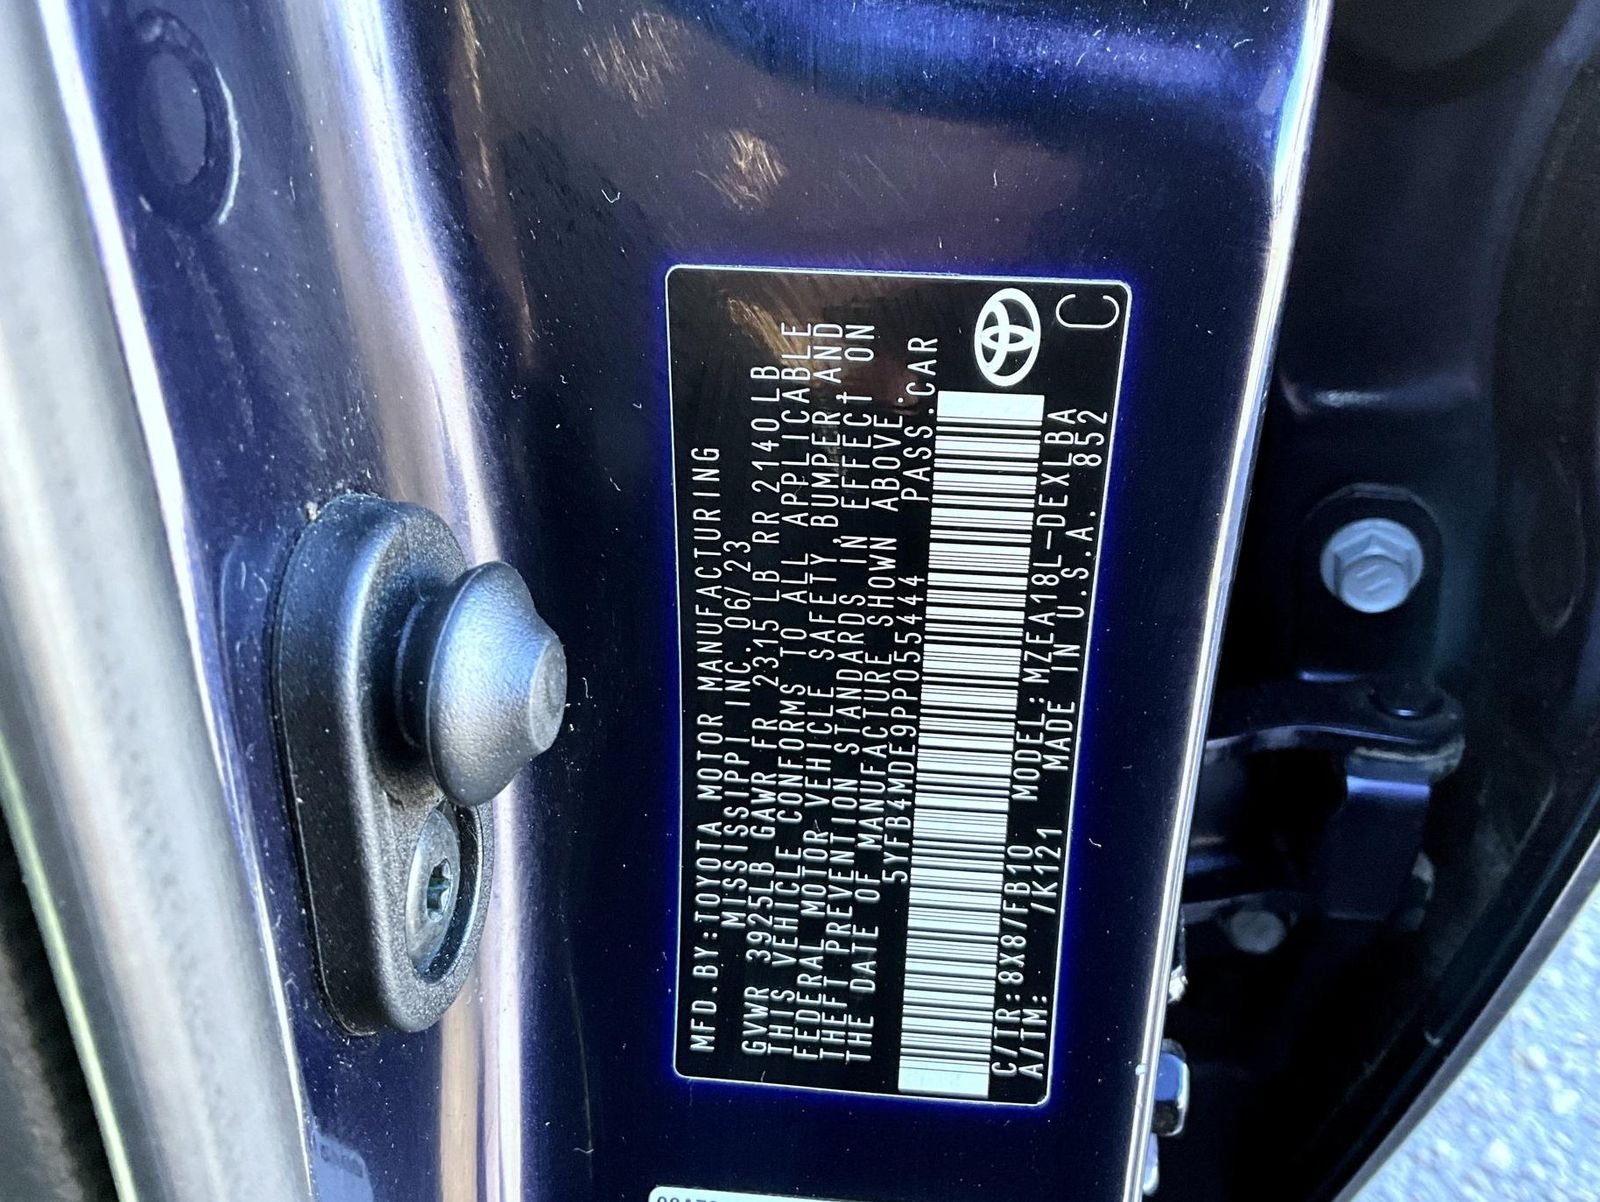 MFD.BY:TOYOTA MOTOR MANUFACTURING
MISSISSIPPI INC. 06/23
GVWR 3925LB GAWR FR 2315 LB RR 2140LB
THIS VEHICLE CONFORMS TO ALL APPLICABLE
FEDERAL MOTOR VEHICLE SAFETY, BUMPER AND
THEFT PREVENTION STANDARDS IN EFFECT ON
THE DATE OF MANUFACTURE SHOWN ABOVE.
5YFB4MDE9PP055444 PASS.CAR
C/TR:8X8/FB10 MODEL:MZEA18L-DEXLBA
A/TM: /K121 MADE IN U.S.A. 852
C